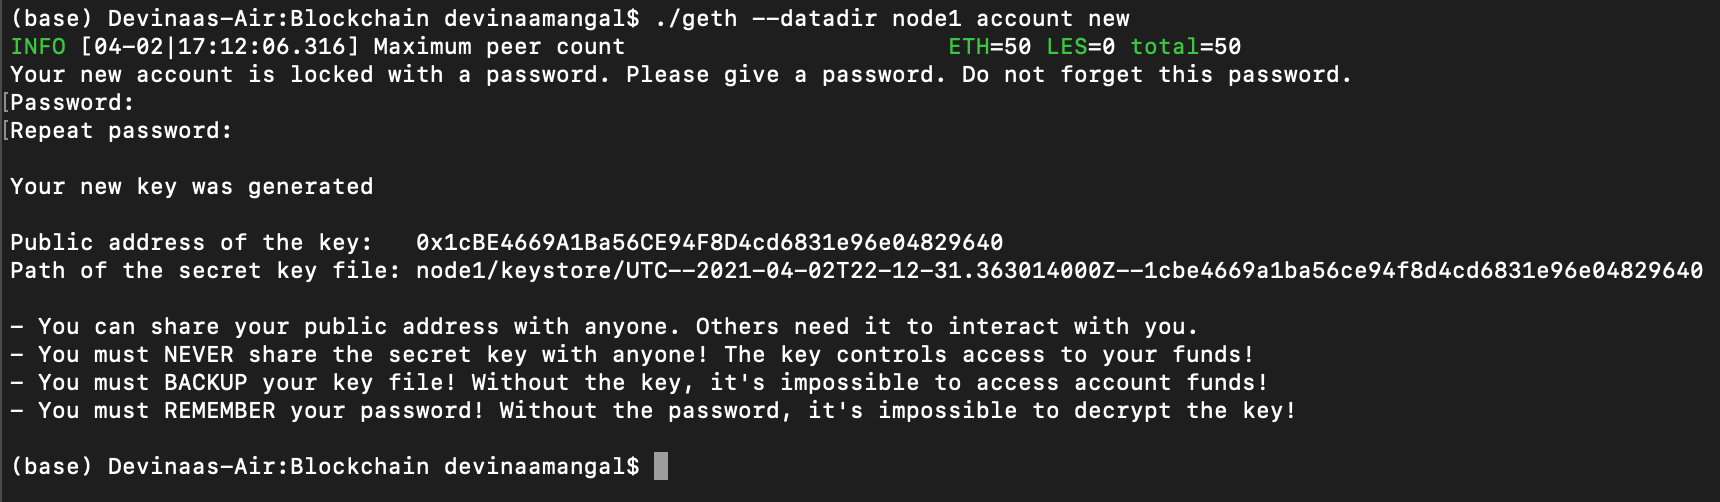 (base) Devinaas-Air:Blockchain devinaamangal$ ./geth --datadir node1 account new
INFO [04-02|17:12:06.316] Maximum peer count                       ETH=50 LES=0 total=50
Your new account is locked with a password. Please give a password. Do not forget this password.
[Password:
[Repeat password:

Your new key was generated

Public address of the key:   0x1cBE4669A1Ba56CE94F8D4cd6831e96e04829640
Path of the secret key file: node1/keystore/UTC--2021-04-02T22-12-31.363014000Z--1cbe4669a1ba56ce94f8d4cd6831e96e04829640

- You can share your public address with anyone. Others need it to interact with you.
- You must NEVER share the secret key with anyone! The key controls access to your funds!
- You must BACKUP your key file! Without the key, it's impossible to access account funds!
- You must REMEMBER your password! Without the password, it's impossible to decrypt the key!

(base) Devinaas-Air:Blockchain devinaamangal$